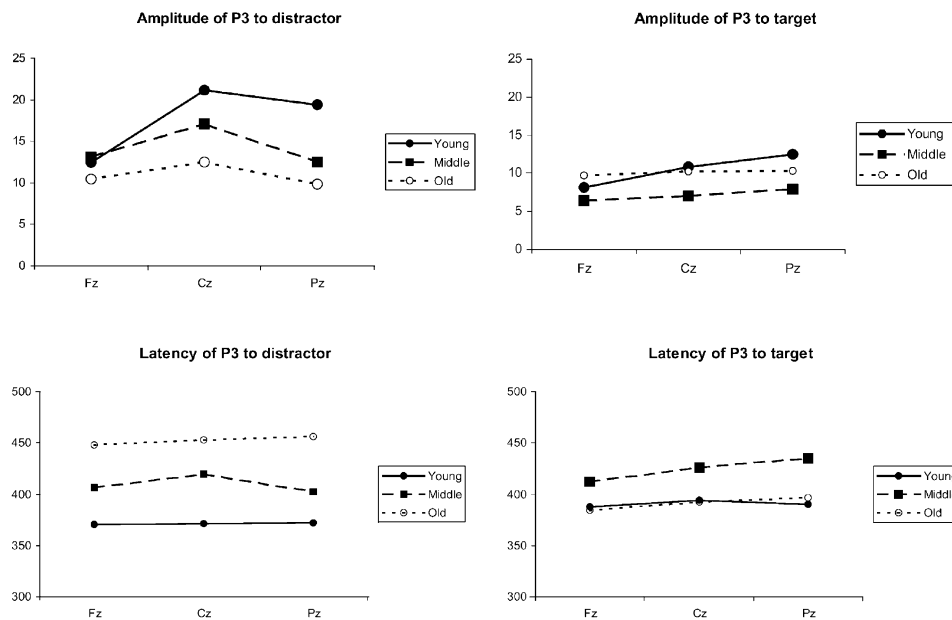 Amplitude of P3 to distractor
25
20
15
10
5
0
Fz
Cz
Pz
Young
Middle
Old
Amplitude of P3 to target
25
20
15
10
5
0
Fz
Cz
Pz
Young
Middle
Old
Latency of P3 to distractor
500
450
400
350
300
Fz
Cz
Pz
Young
Middle
Old
Latency of P3 to target
500
450
400
350
300
Fz
Cz
Pz
Young
Middle
Old